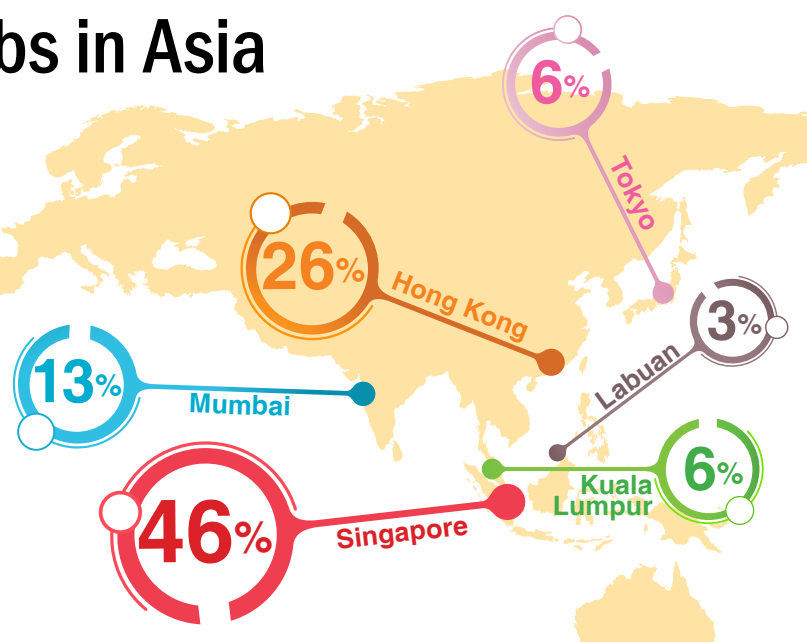 bs in Asia
6%
Tokyo
26%
Hong Kong
3%
Labuan
13%
Mumbai
6%
Kuala
Lumpur
46%
Singapore